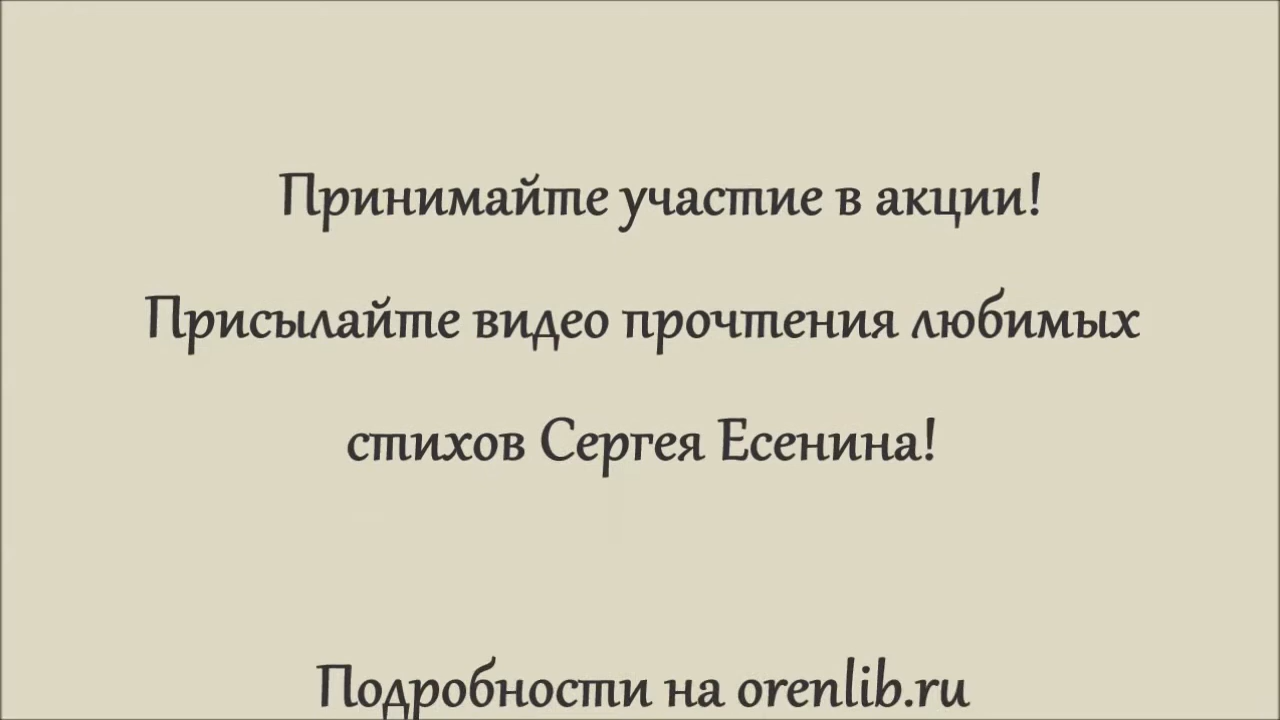 Принимайте участие в акции!
Присылайте видео прочтения любимых
стихов Сергея Есенина!
Подробности на orenlib.ru